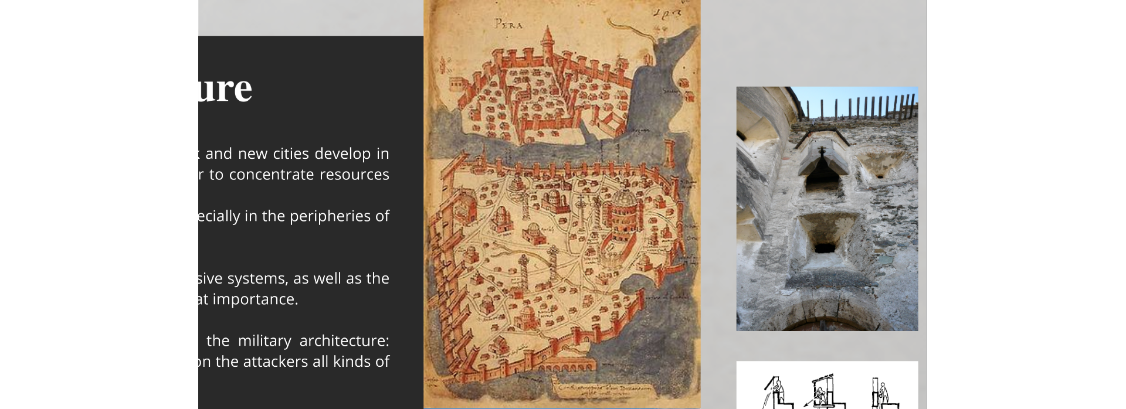 ure
and new cities develop in
r to concentrate resources
ecially in the peripheries of
sive systems, as well as the
at importance.
the military architecture:
on the attackers all kinds of
PERA